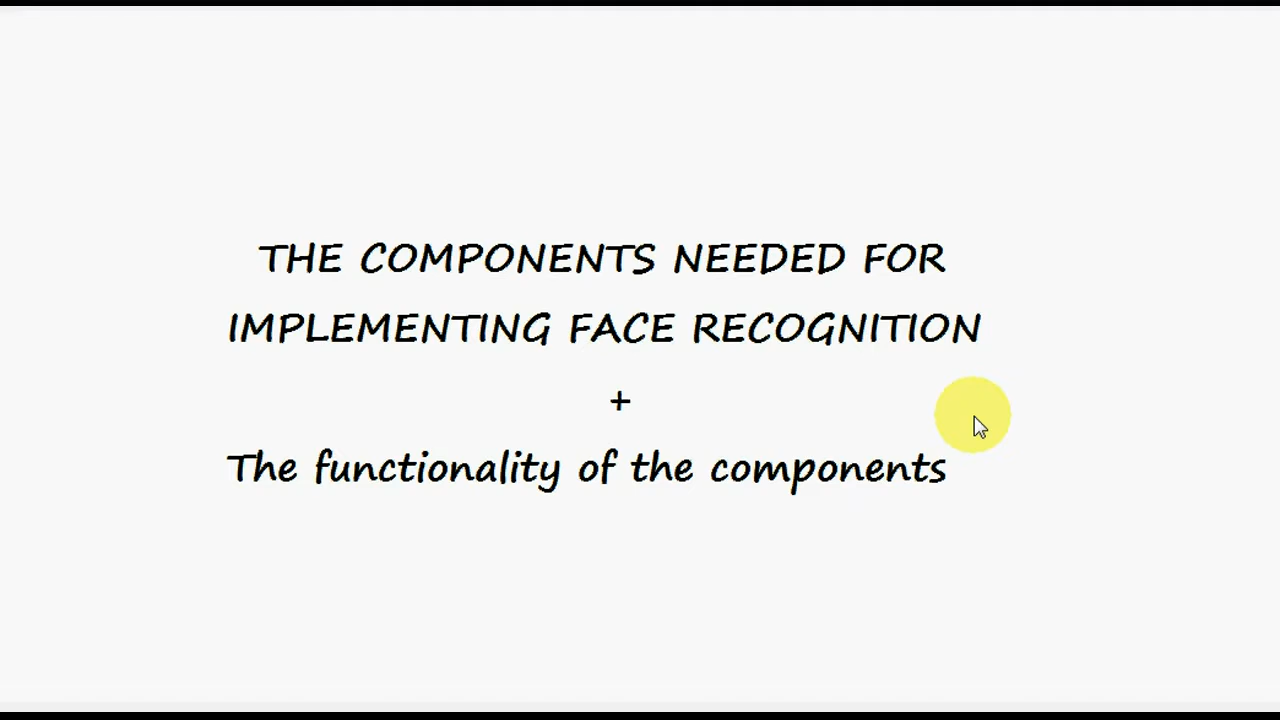 THE COMPONENTS NEEDED FOR
IMPLEMENTING FACE RECOGNITION
+
The functionality of the components